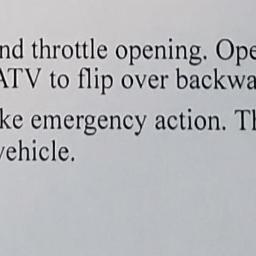 nd throttle opening. Ope
ATV to flip over backwa
ke emergency action. Th
vehicle.